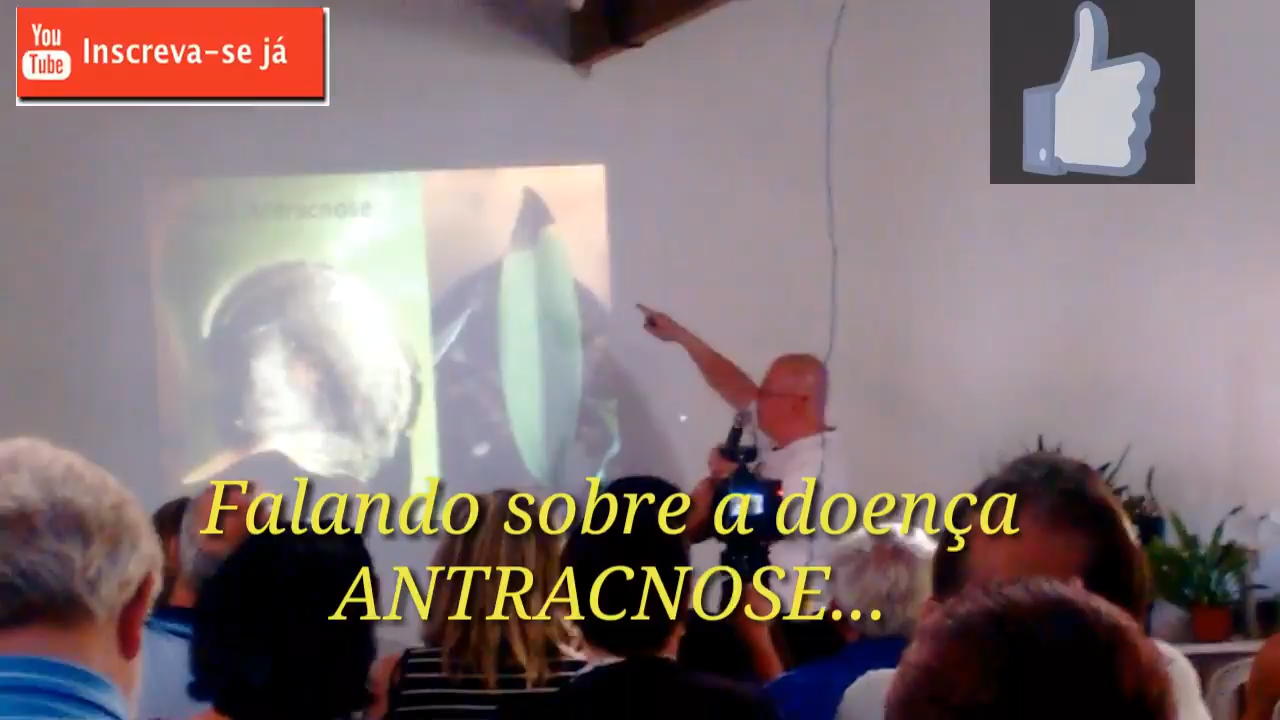 You
Tube
Inscreva-se já
Antracnose
Falando sobre a doença
ANTRACNOSE...